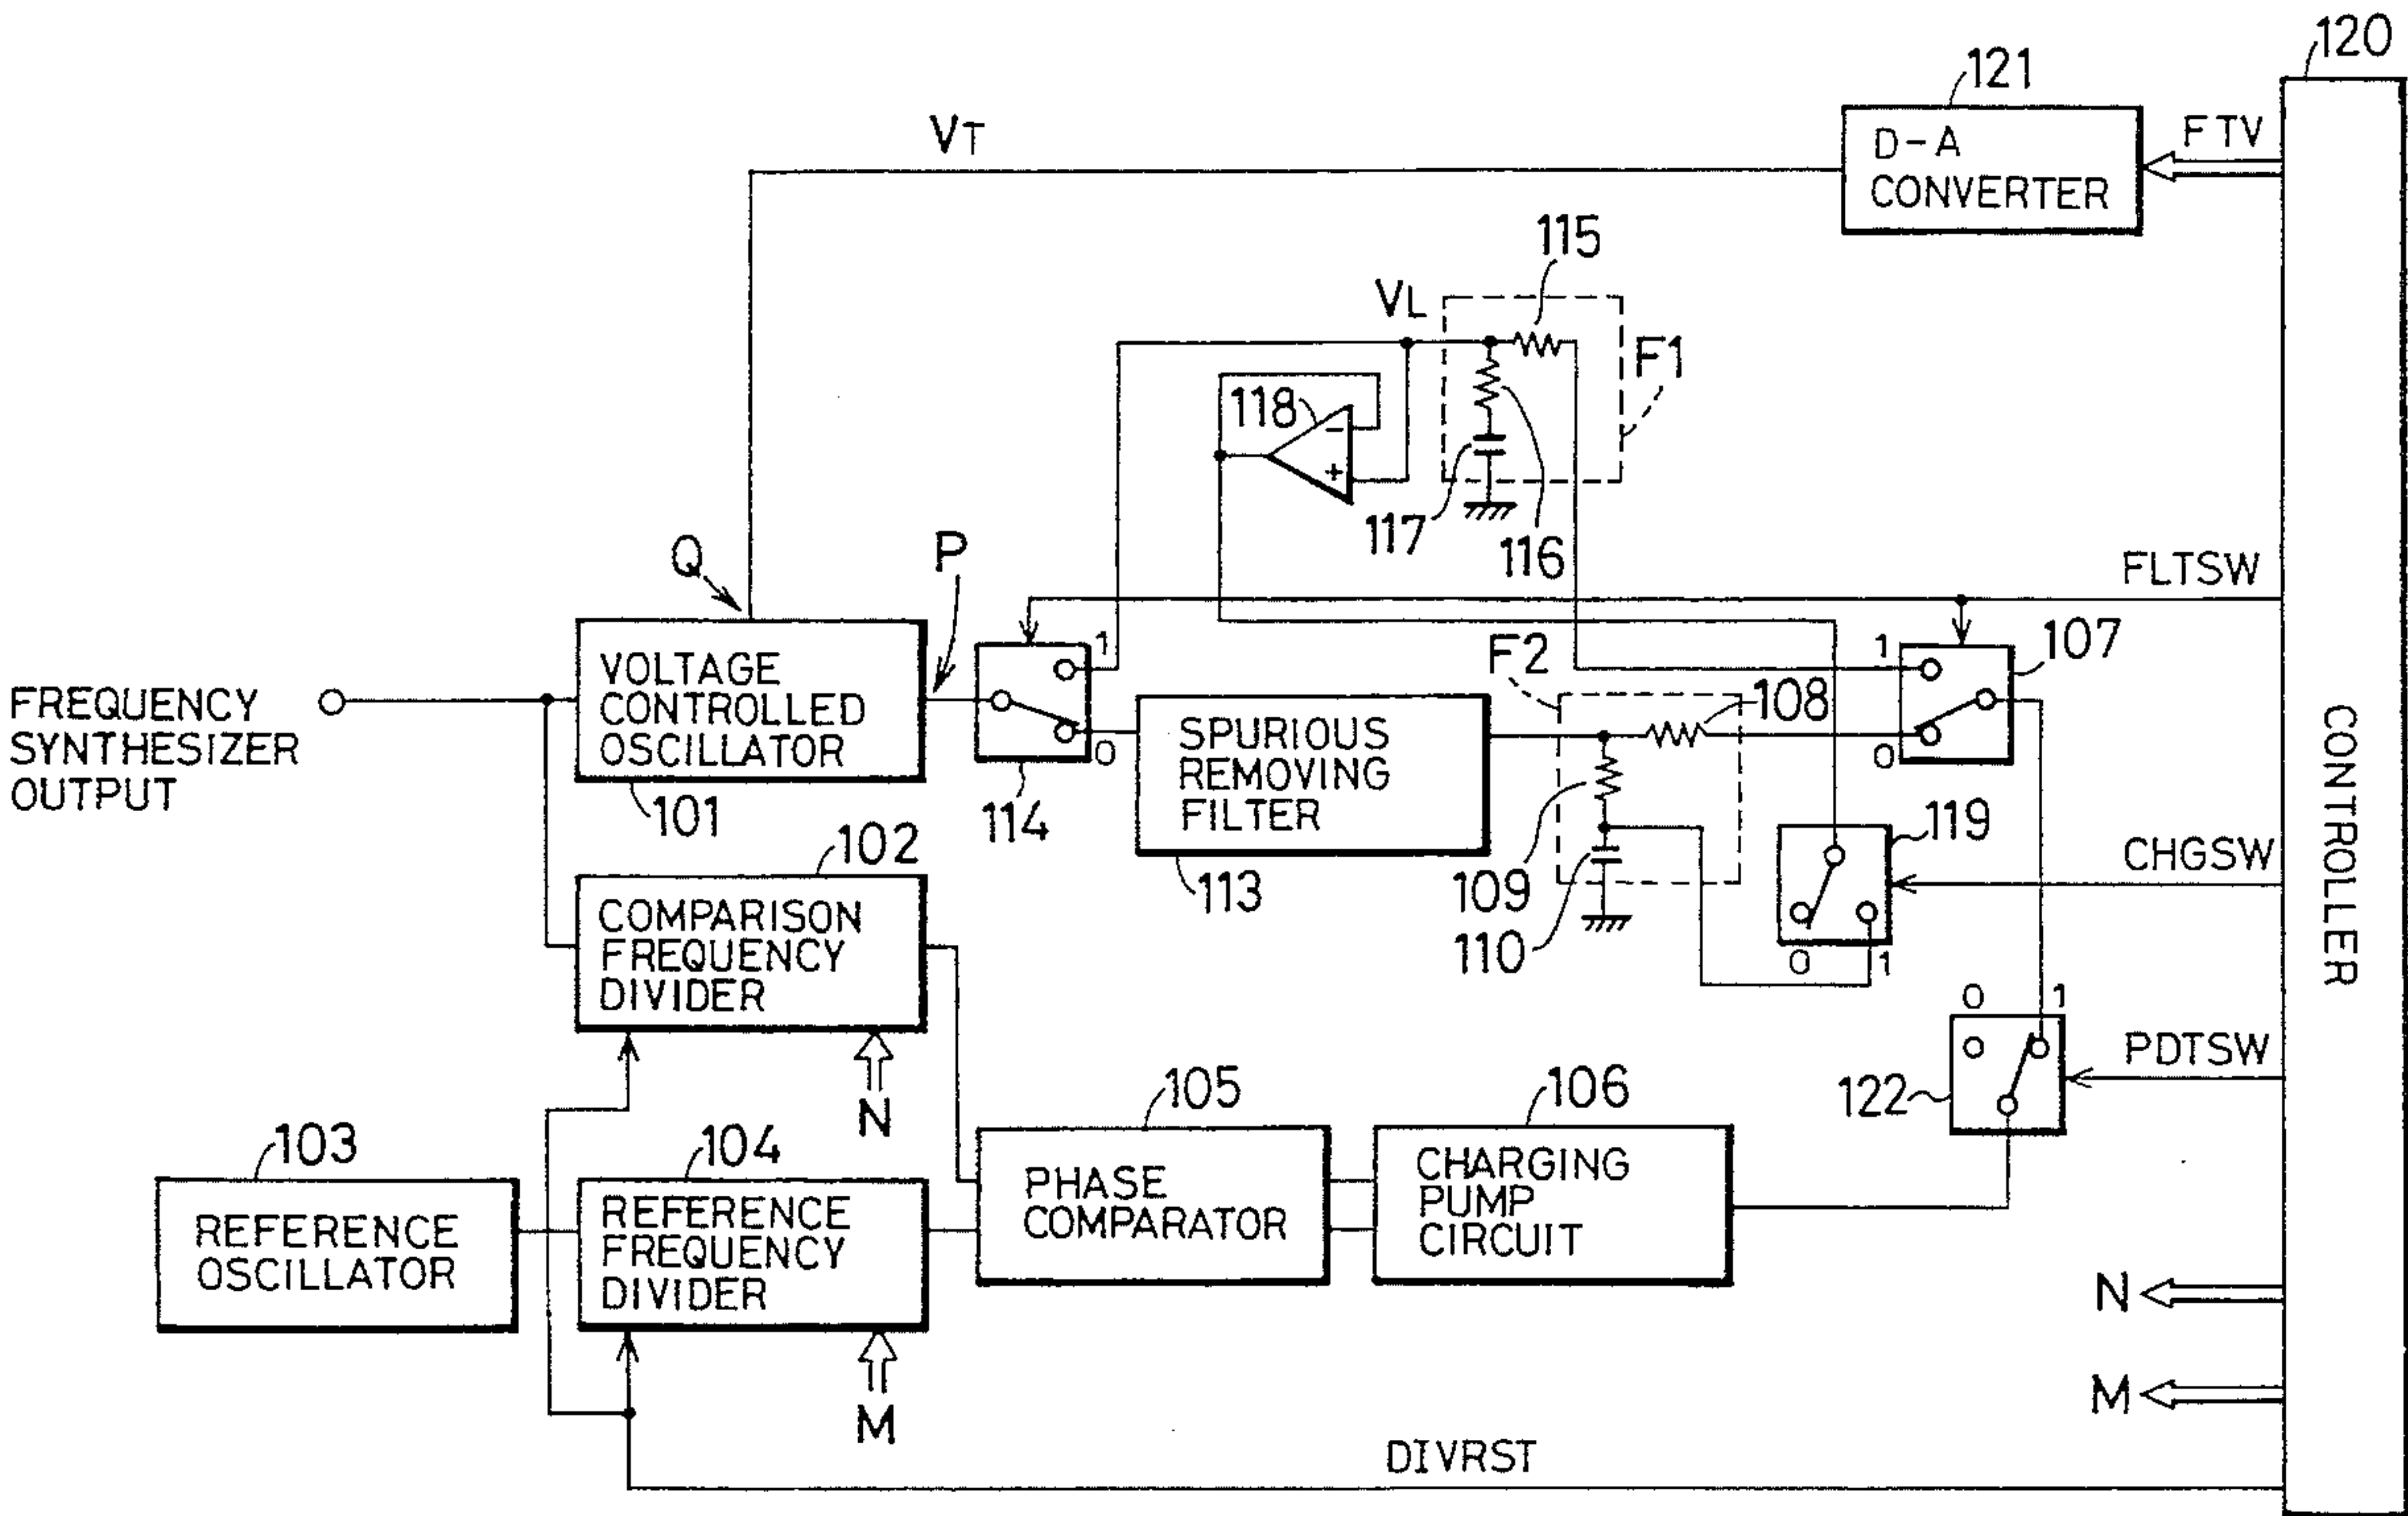 120
121
D-A
CONVERTER
FTV
VT
115
VL
F1
118
-
+
117
116
Q
P
FLTSW
VOLTAGE
CONTROLLED
OSCILLATOR
101
1
0
114
SPURIOUS
REMOVING
FILTER
113
F2
108
109
110
1
0
107
FREQUENCY
SYNTHESIZER
OUTPUT
CONTROLLER
119
CHGSW
0
1
102
COMPARISON
FREQUENCY
DIVIDER
N
0
1
PDTSW
122
103
REFERENCE
OSCILLATOR
104
REFERENCE
FREQUENCY
DIVIDER
M
105
PHASE
COMPARATOR
106
CHARGING
PUMP
CIRCUIT
N
M
DIVRST